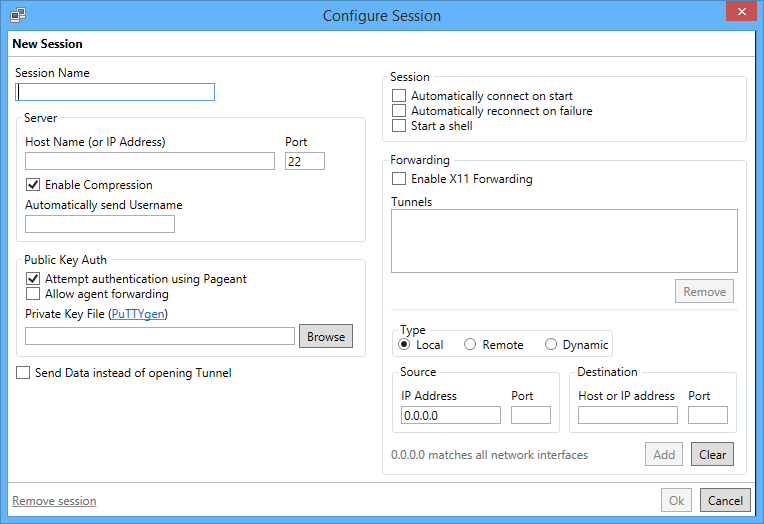 Configure Session
New Session
Session Name
Server
Host Name (or IP Address) Port
22
Enable Compression
Automatically send Username
Public Key Auth
Attempt authentication using Pageant
Allow agent forwarding
Private Key File (PuTTYgen)
Browse
Send Data instead of opening Tunnel
Session
Automatically connect on start
Automatically reconnect on failure
Start a shell
Forwarding
Enable X11 Forwarding
Tunnels
Remove
Type
Local Remote Dynamic
Source
IP Address Port
0.0.0.0
Destination
Host or IP address Port
0.0.0.0 matches all network interfaces
Add Clear
Remove session
Ok Cancel